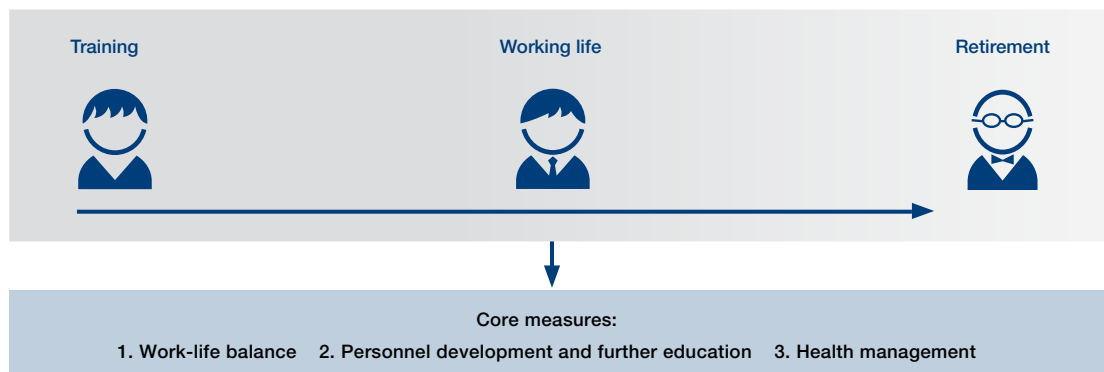 Training Working life Retirement
Core measures:
1. Work-life balance 2. Personnel development and further education 3. Health management